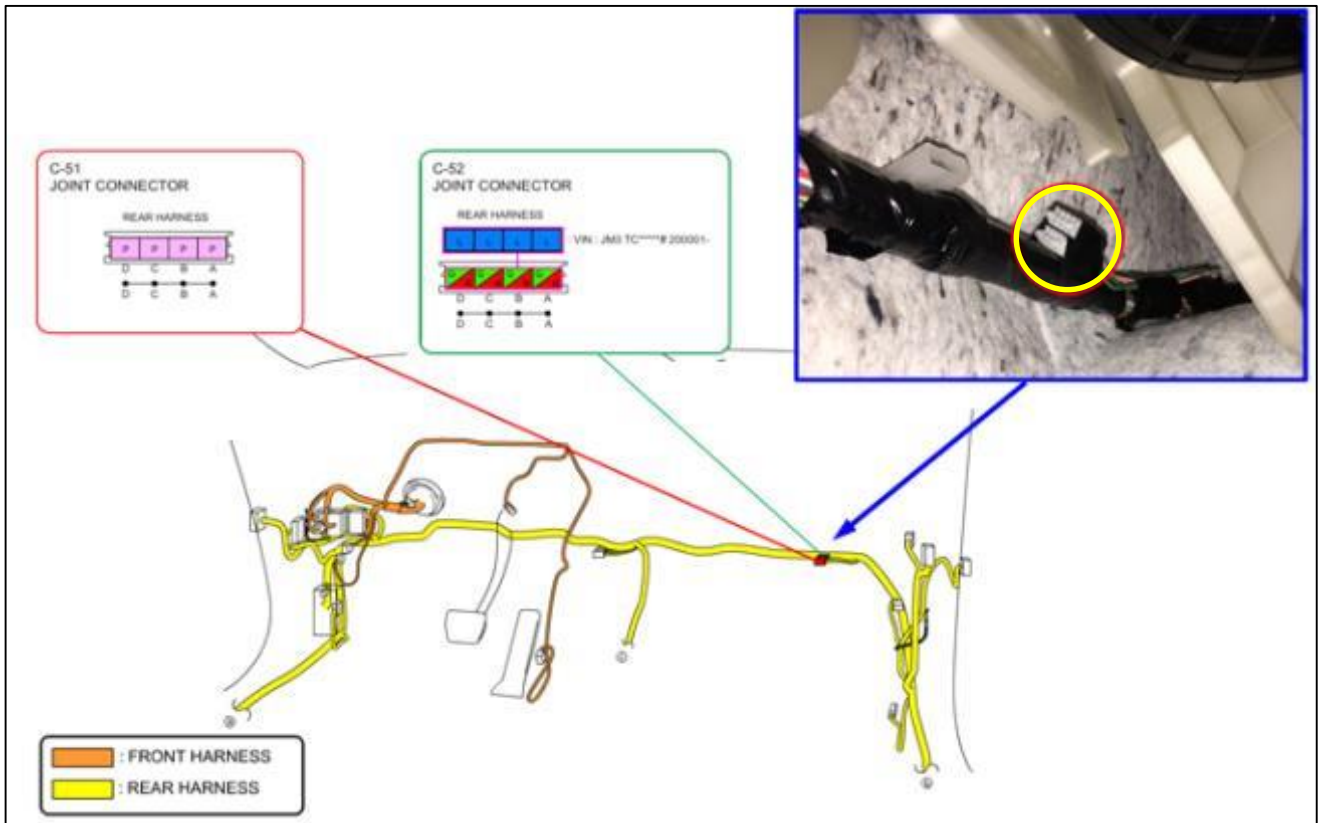 C-51
JOINT CONNECTOR
REAR HARNESS
P P P P
D C B A
D C B A
C-52
JOINT CONNECTOR
REAR HARNESS
L L L L
: VIN : JM3 TC*****# 200001-
D C B A
D C B A
: FRONT HARNESS
: REAR HARNESS